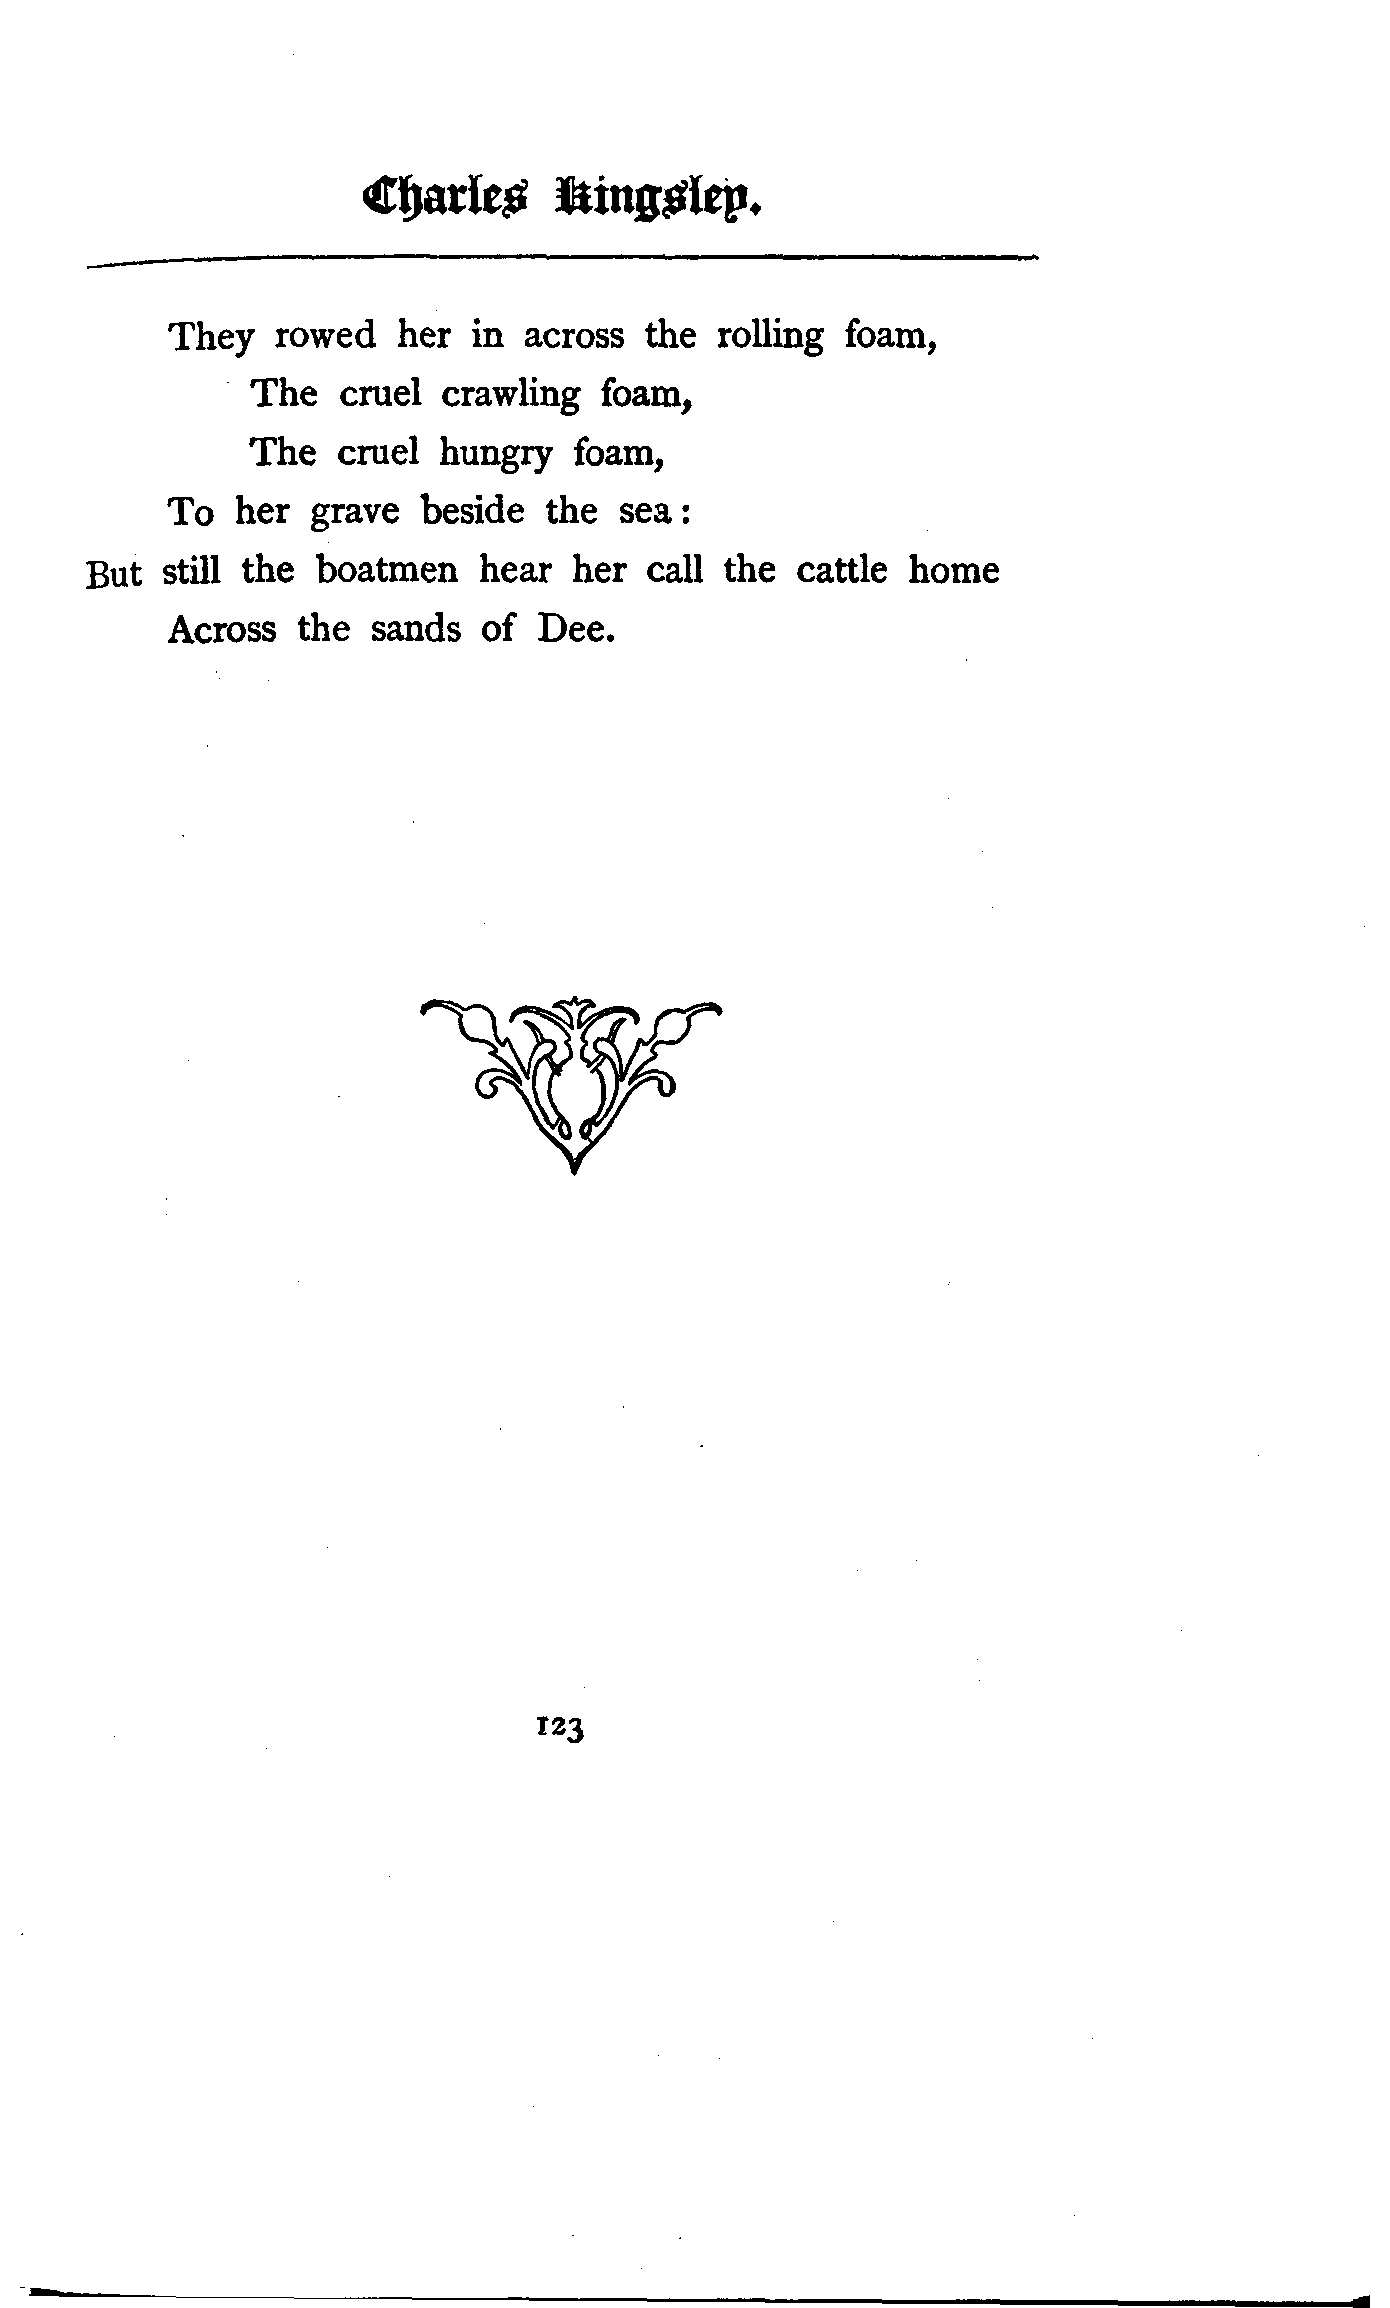 Charles Kingsley.
They rowed her in across the rolling foam,
The cruel crawling foam,
The cruel hungry foam,
To her grave beside the sea:
But still the boatmen hear her call the cattle home
Across the sands of Dee.
123